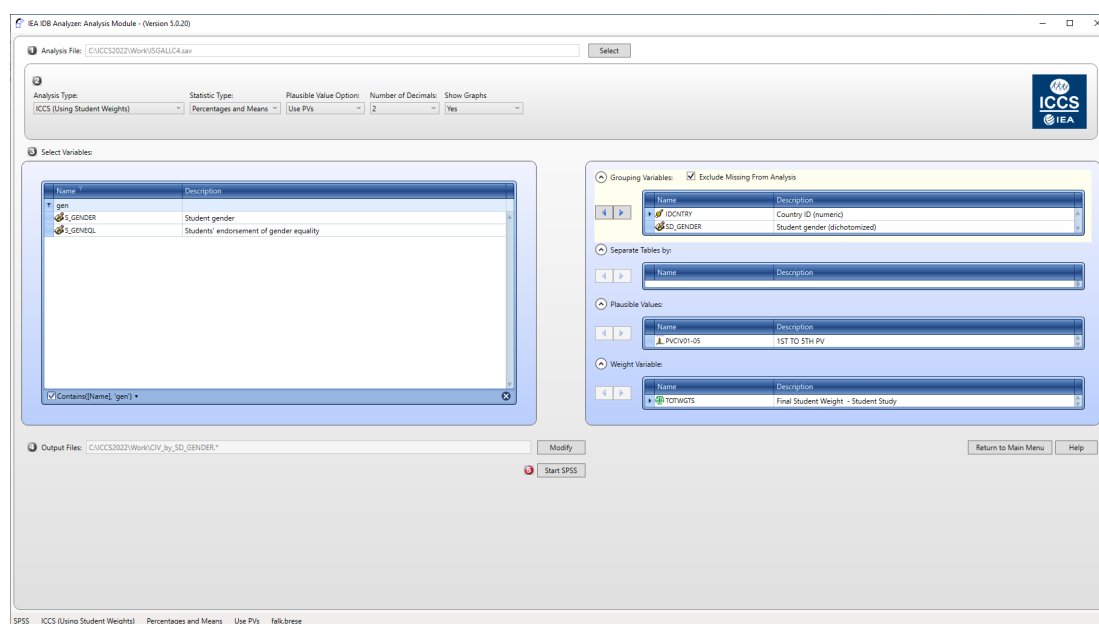 IEA IDB Analyzer: Analysis Module - (Version 5.0.20)
1 Analysis File: C:\ICCS2022\Work\JSGALLC4.sav Select
2
Analysis Type: Statistic Type: Plausible Value Option: Number of Decimals: Show Graphs
ICCS (Using Student Weights) Percentages and Means Use PVs 2 Yes
ICCS
IEA
3 Select Variables:
Name Description
gen
S_GENDER Student gender
S_GENEQL Students' endorsement of gender equality
Contains([Name], 'gen')
Grouping Variables: Exclude Missing From Analysis
Name Description
IDCNTRY Country ID (numeric)
SD_GENDER Student gender (dichotomized)
Separate Tables by:
Name Description
Plausible Values:
Name Description
PVCIV01-05 1ST TO 5TH PV
Weight Variable:
Name Description
TOTWGTS Final Student Weight - Student Study
4 Output Files: C:\ICCS2022\Work\CIV_by_SD_GENDER.* Modify
Return to Main Menu Help
5 Start SPSS
SPSS ICCS (Using Student Weights) Percentages and Means Use PVs falk.brese